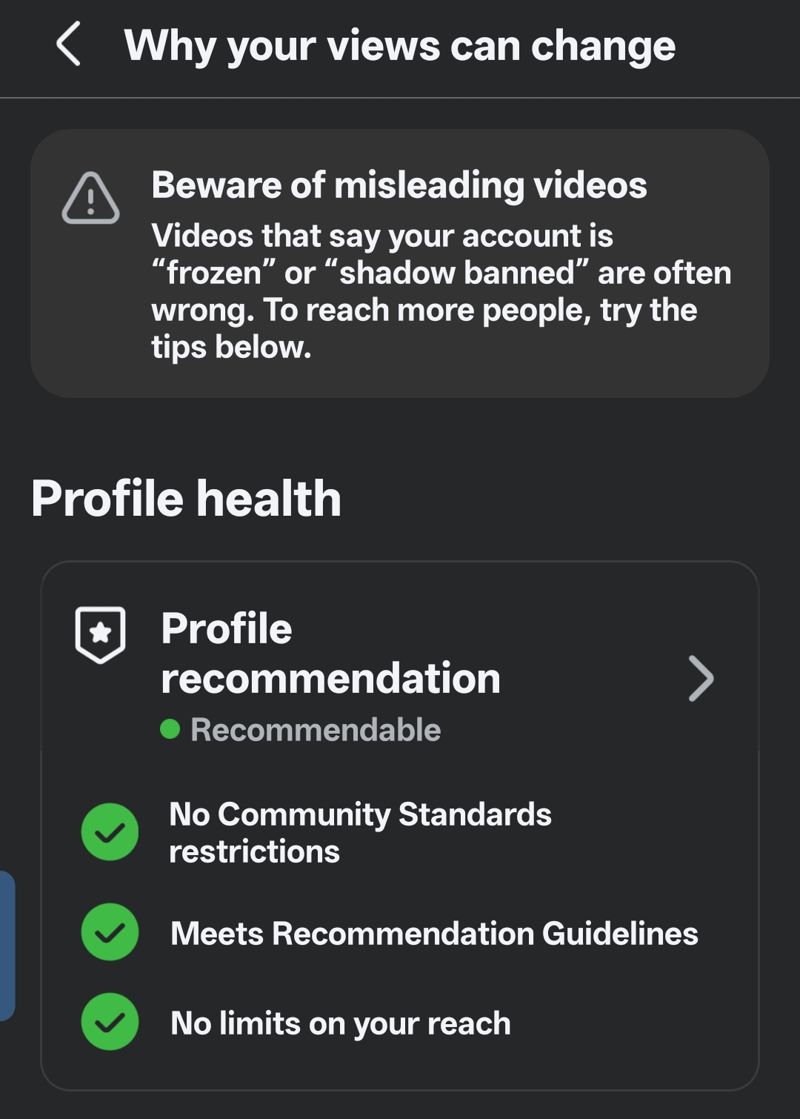 Why your views can change
Beware of misleading videos
Videos that say your account is
“frozen” or “shadow banned” are often
wrong. To reach more people, try the
tips below.
Profile health
Profile
recommendation
Recommendable
No Community Standards
restrictions
Meets Recommendation Guidelines
No limits on your reach